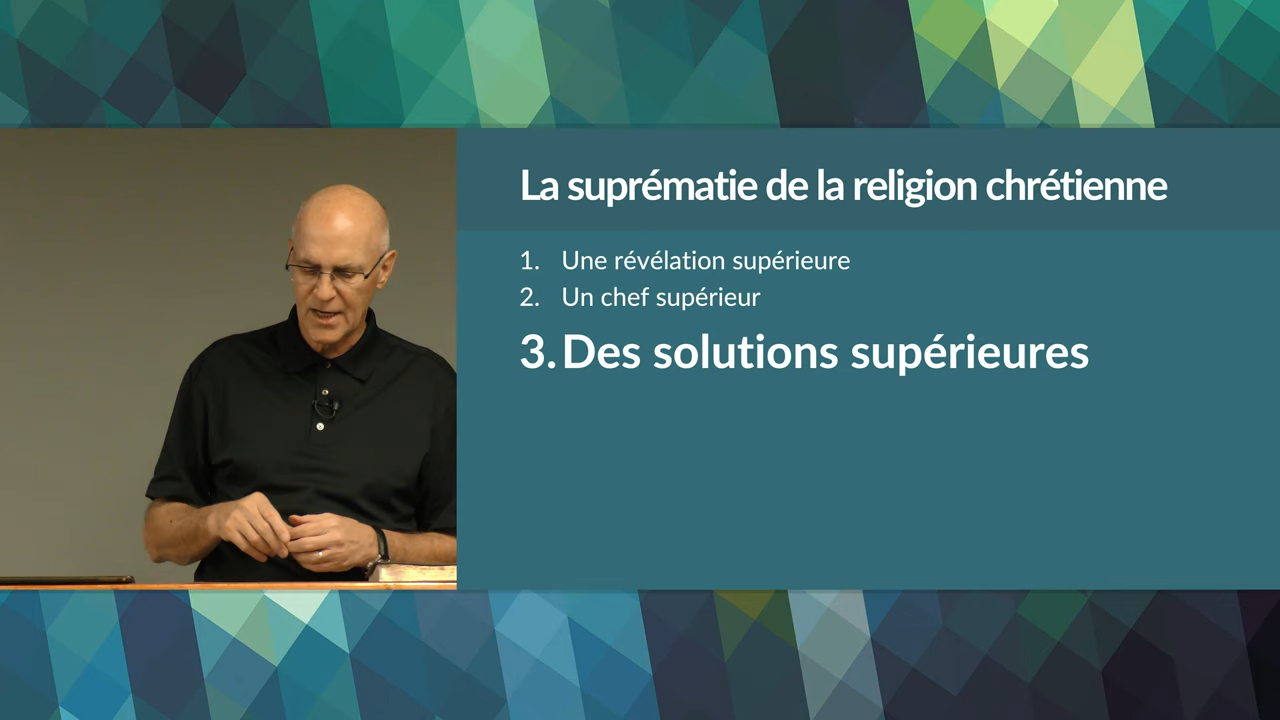 La suprématie de la religion chrétienne
1. Une révélation supérieure
2. Un chef supérieur
3. Des solutions supérieures